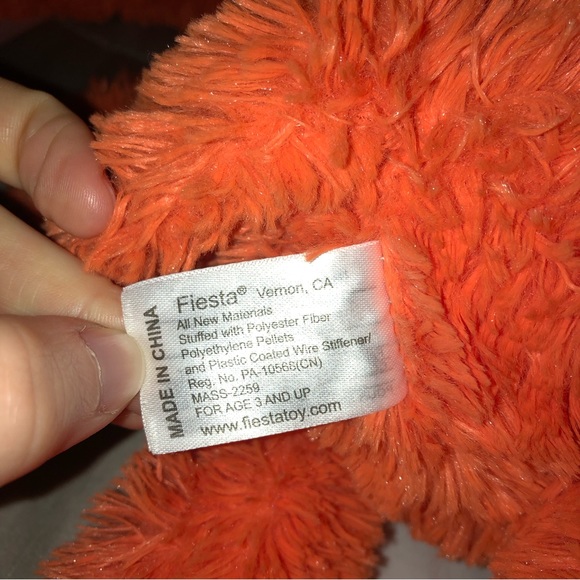 Fiesta® Vernon, CA
All New Materials
Stuffed with Polyester Fiber
Polyethylene Pellets
and Plastic Coated Wire Stiffener/
Reg. No. PA-10568(CN)
MASS-2259
FOR AGE 3 AND UP
www.fiestatoy.com
MADE IN CHINA